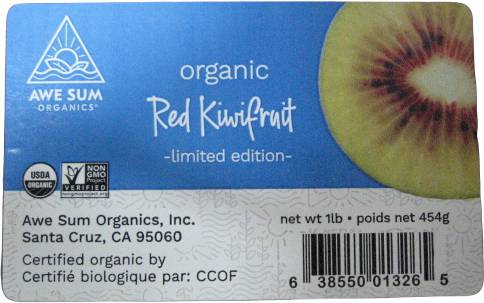 AWE SUM
ORGANICS®
organic
Red Kiwifruit
-limited edition-
USDA
ORGANIC
NON
GMO
Project
VERIFIED
nongmoproject.org
Awe Sum Organics, Inc.
Santa Cruz, CA 95060
Certified organic by
Certifié biologique par: CCOF
net wt 1lb • poids net 454g
6 38550 01326 5